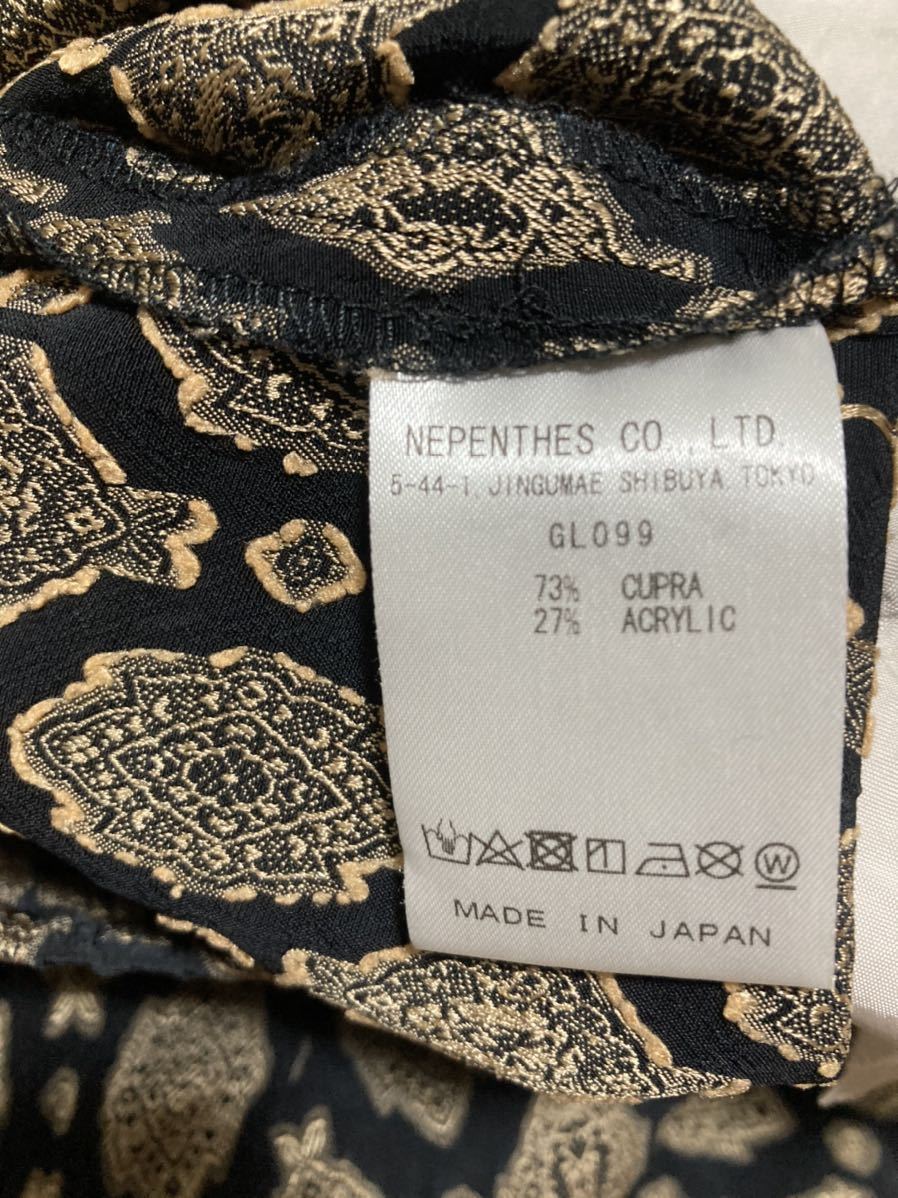 NEPENTHES CO., LTD.
5-44-1, JINGUMAE SHIBUYA TOKYO
GL099
73% CUPRA
27% ACRYLIC
W
MADE IN JAPAN